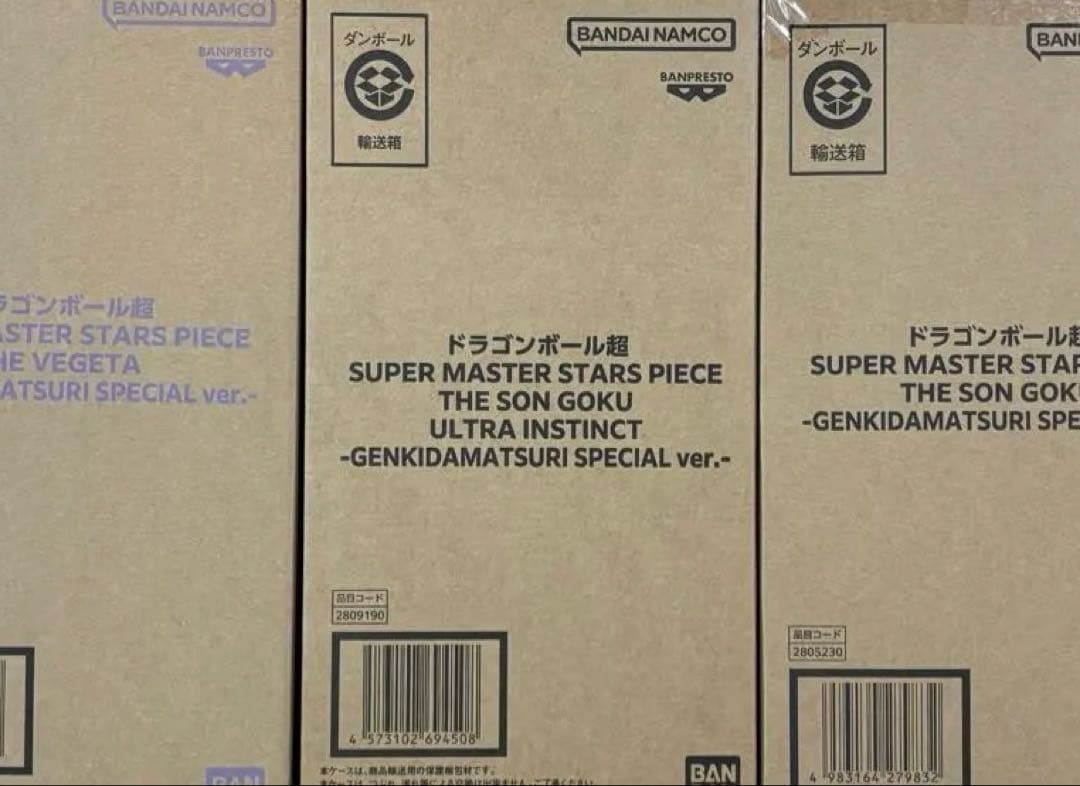 BANDAI NAMCO
BANPRESTO
ラゴンボール超
ASTER STARS PIECE
HE VEGETA
ATSURI SPECIAL ver.-
BAN
ダンボール
輸送箱
BANDAI NAMCO
BANPRESTO
ドラゴンボール超
SUPER MASTER STARS PIECE
THE SON GOKU
ULTRA INSTINCT
-GENKIDAMATSURI SPECIAL ver.-
品目コード
2809190
4 573102 694508
本ケースは、商品輸送用の保護梱包材です。
BAN
ダンボール
輸送箱
BAN
ドラゴンボール超
SUPER MASTER STAR
THE SON GOK
-GENKIDAMATSURI SPE
品目コード
2805230
4 983164 279832